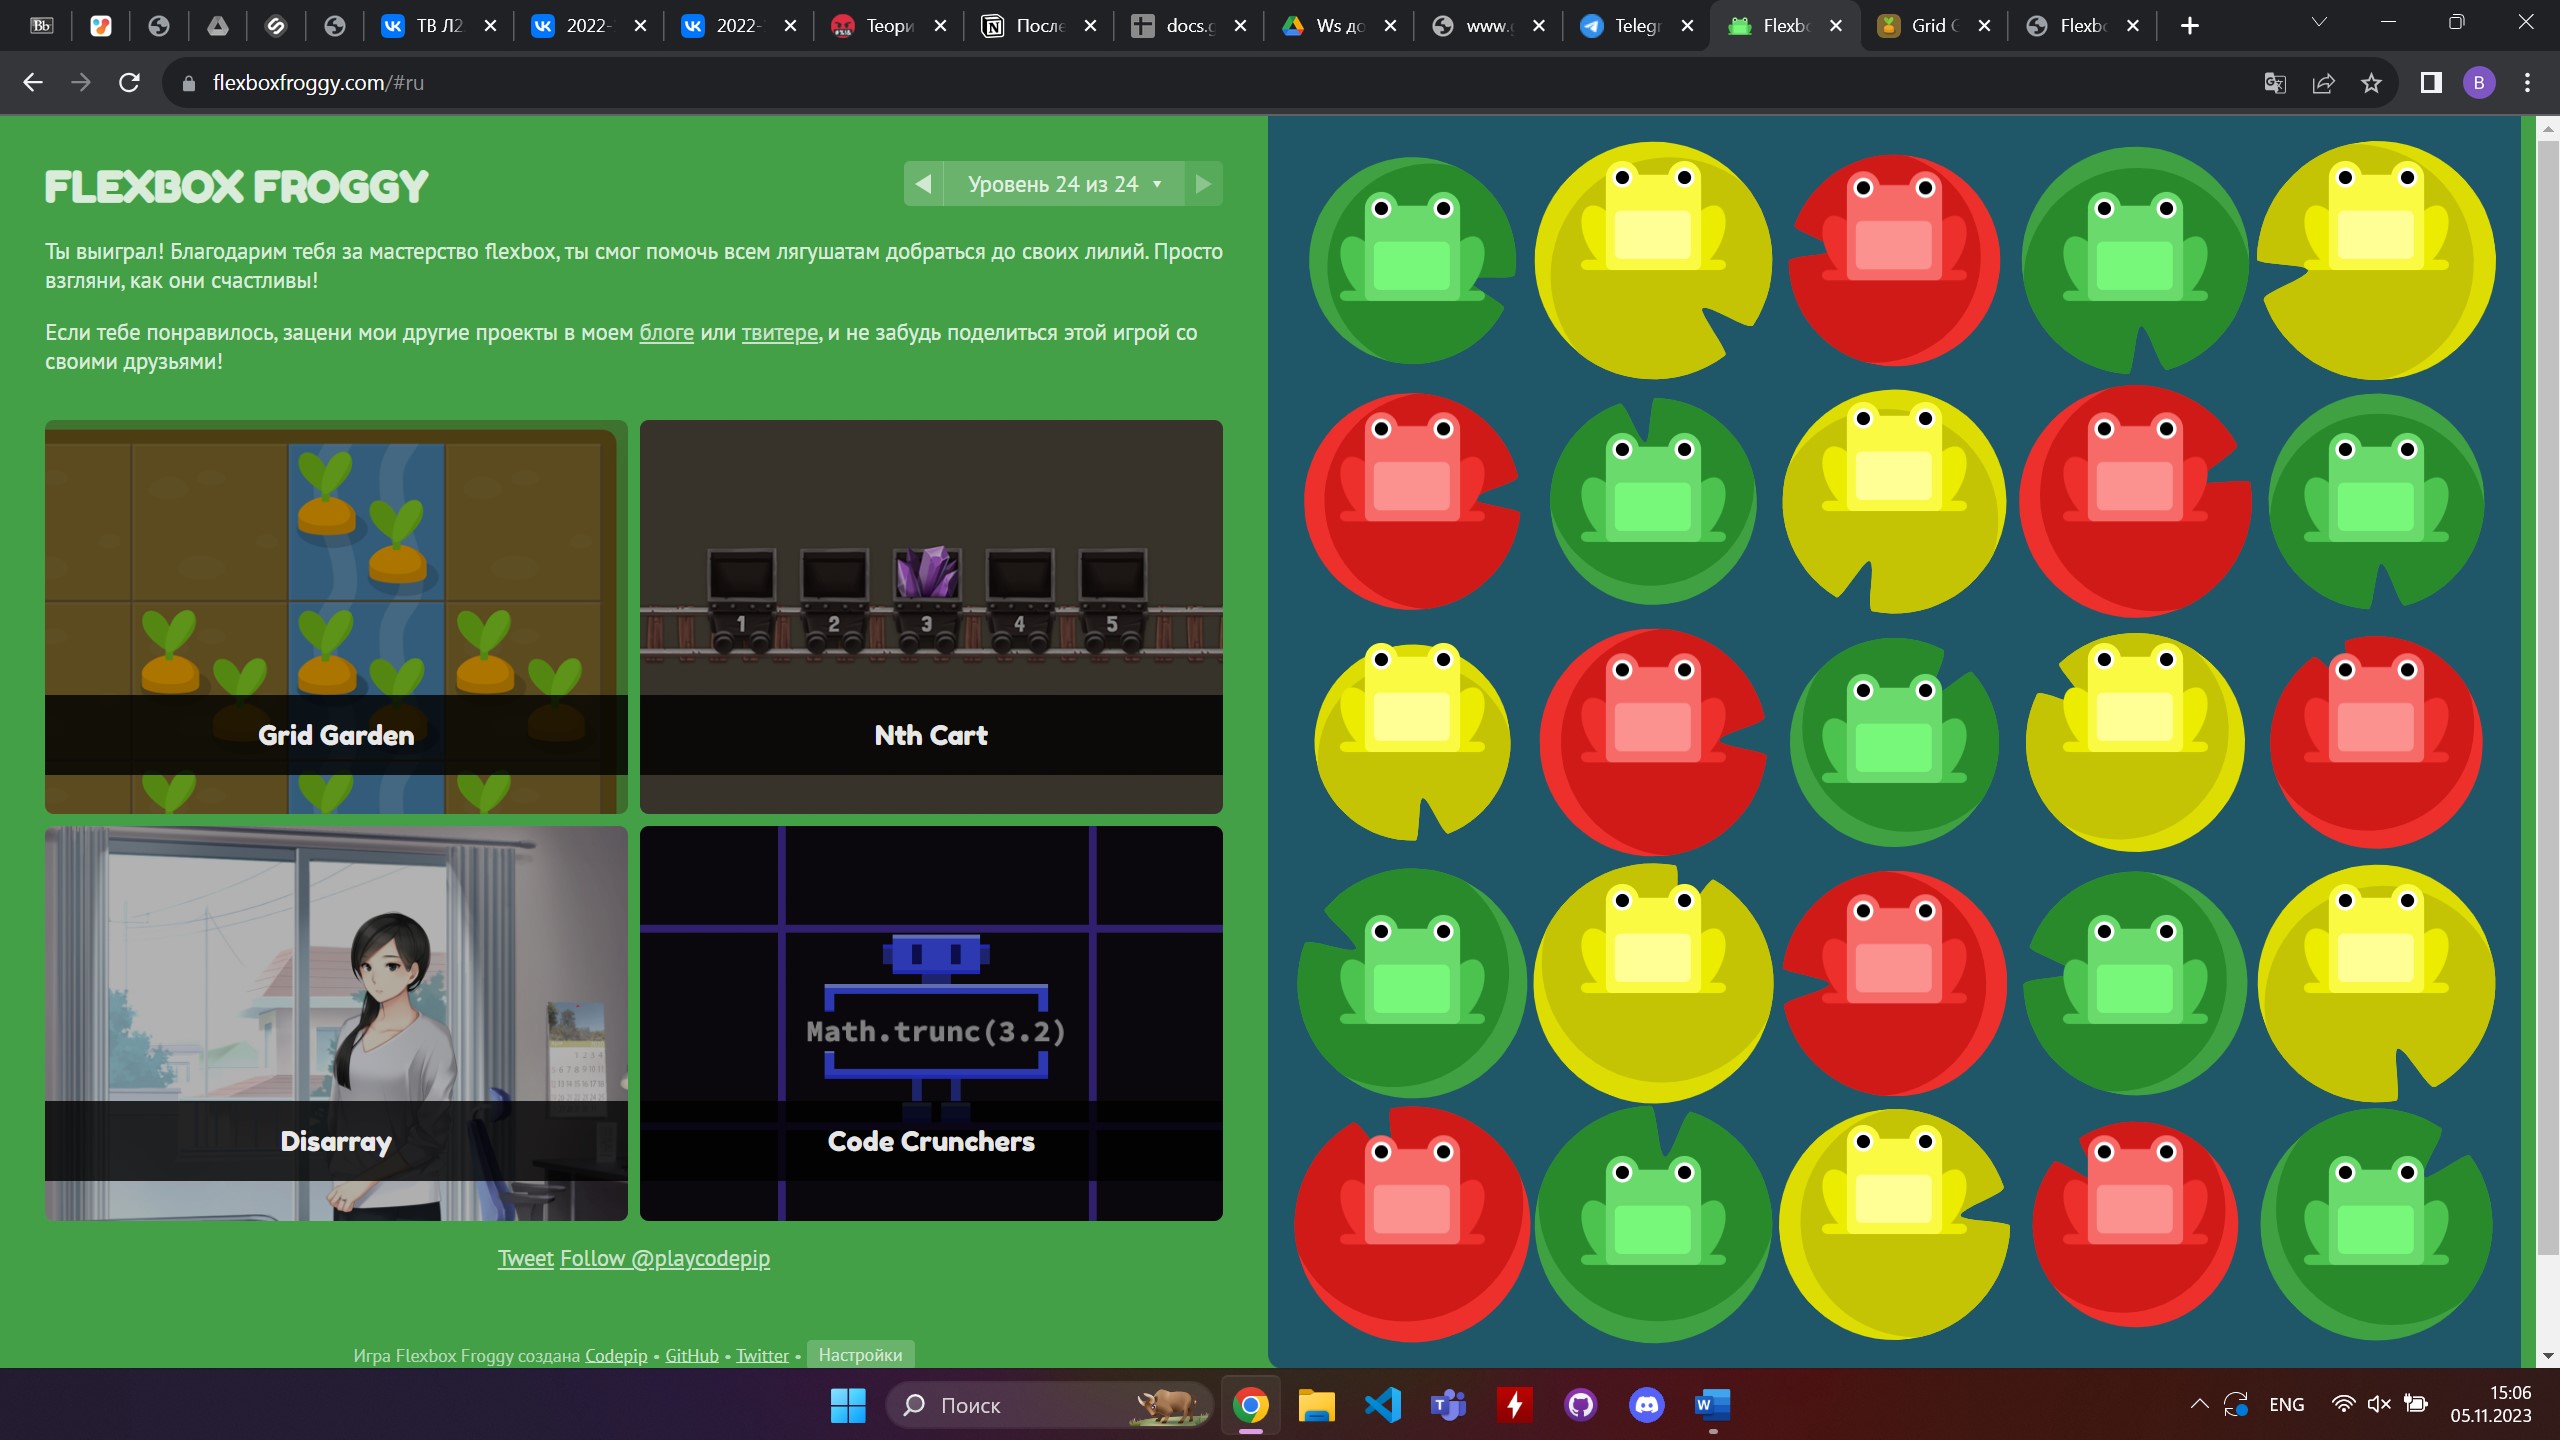 Bb
ТВ Л2
2022-
2022-
Теори
После
docs.g
Ws до
www.
Telegr
Flexbo
Grid G
Flexbo
flexboxfroggy.com/#ru
B
FLEXBOX FROGGY
Уровень 24 из 24
Ты выиграл! Благодарим тебя за мастерство flexbox, ты смог помочь всем лягушатам добраться до своих лилий. Просто
взгляни, как они счастливы!
Если тебе понравилось, зацени мои другие проекты в моем блоге или твитере, и не забудь поделиться этой игрой со
своими друзьями!
1 2 3 4 5
Grid Garden
Nth Cart
Math.trunc(3.2)
Disarray
Code Crunchers
Tweet Follow @playcodepip
Игра Flexbox Froggy создана Codepip • GitHub • Twitter • Настройки
Поиск
ENG
15:06
05.11.2023